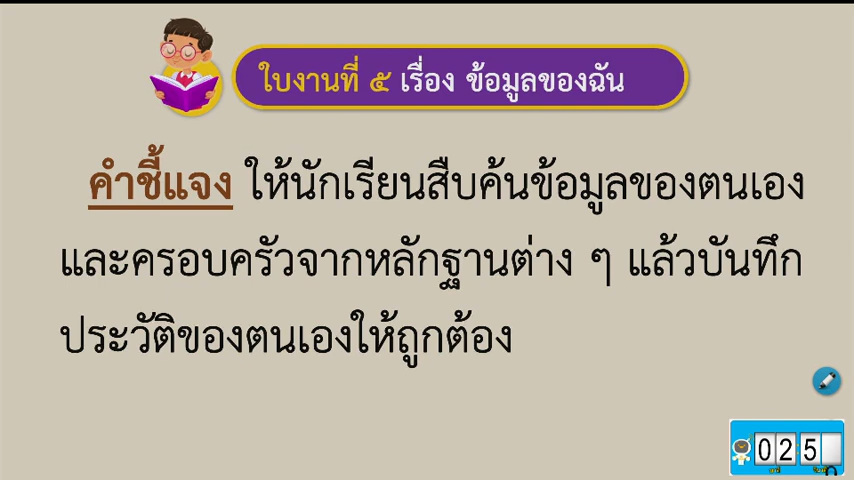 ใบงานที่ ๕ เรื่อง ข้อมูลของฉัน
คำชี้แจง ให้นักเรียนสืบค้นข้อมูลของตนเอง
และครอบครัวจากหลักฐานต่าง ๆ แล้วบันทึก
ประวัติของตนเองให้ถูกต้อง
025